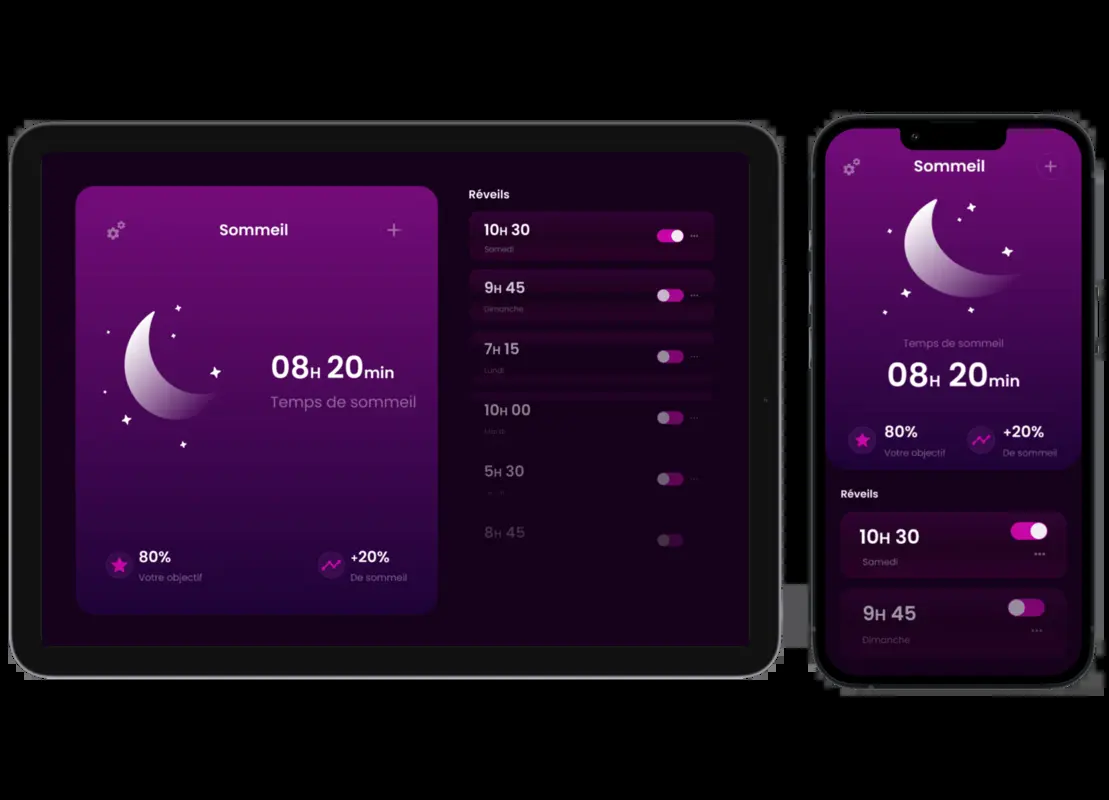 Sommeil
08H 20min
Temps de sommeil
80%
Votre objectif
+20%
De sommeil
Réveils
10H 30
Samedi
9H 45
Dimanche
7H 15
Lundi
10H 00
Mardi
5H 30
8H 45
Sommeil
Temps de sommeil
08H 20min
80%
Votre objectif
+20%
De sommeil
Réveils
10H 30
Samedi
9H 45
Dimanche